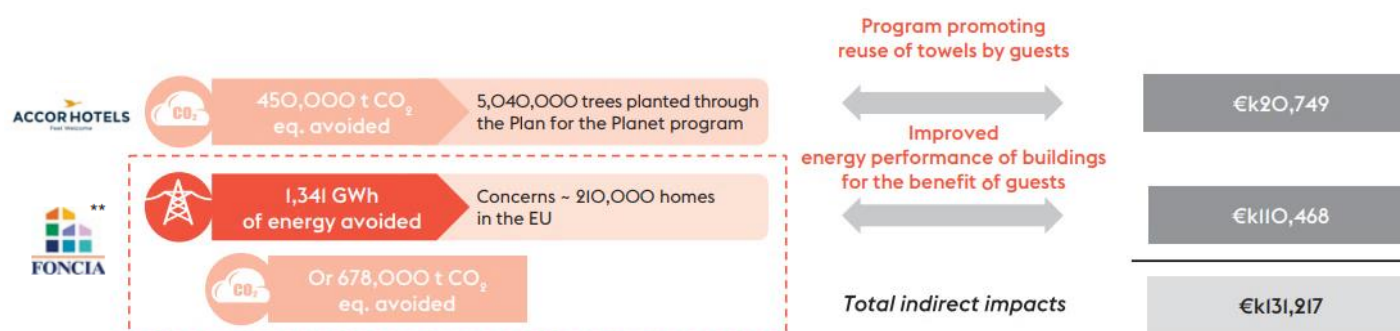 Program promoting
reuse of towels by guests
ACCOR HOTELS
Feel Welcome
CO₂
450,000 t CO₂
eq. avoided
5,040,000 trees planted through
the Plan for the Planet program
€k20,749
Improved
energy performance of buildings
for the benefit of guests
**
FONCIA
1,341 GWh
of energy avoided
Concerns ~ 210,000 homes
in the EU
€k110,468
CO₂
Or 678,000 t CO₂
eq. avoided
Total indirect impacts
€k131,217